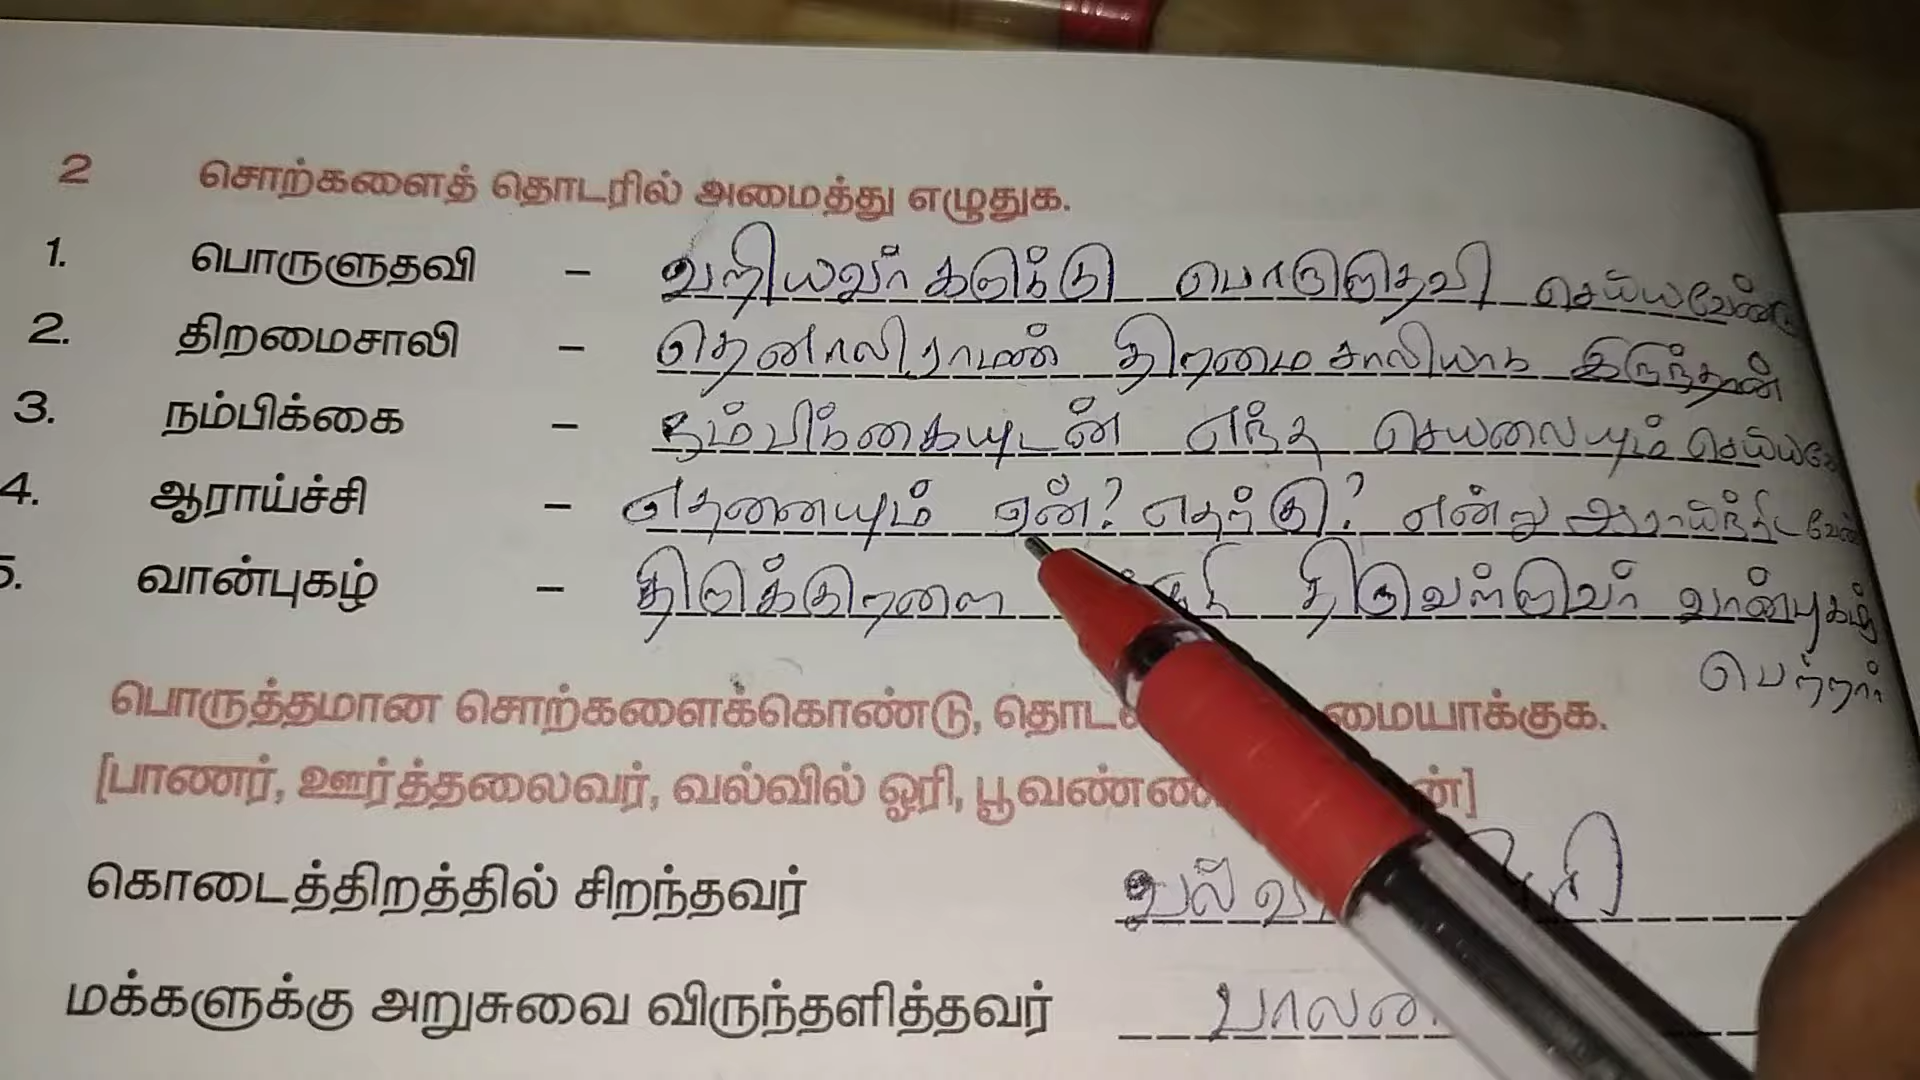 2 சொற்களைத் தொடரில் அமைத்து எழுதுக.
1. பொருளுதவி - வறியவர்களுக்கு பொருளுதவி செய்யவேண்டு
2. திறமைசாலி - தெனாலிராமன் திறமைசாலியாக இருந்தான்
3. நம்பிக்கை - நம்பிக்கையுடன் எந்த செயலையும் செய்யவே
4. ஆராய்ச்சி - எதனையும் ஏன்? எதற்கு? என்று ஆராய்ந்திட வேண்
5. வான்புகழ் - திருக்குறளை திருவள்ளுவர் வான்புகழ்
பெற்றார்
பொருத்தமான சொற்களைக்கொண்டு, மையாக்குக.
[பாணர், ஊர்த்தலைவர், வல்வில் ஓரி, பூவண்ண ன்]
கொடைத்திறத்தில் சிறந்தவர் ரி
மக்களுக்கு அறுசுவை விருந்தளித்தவர்